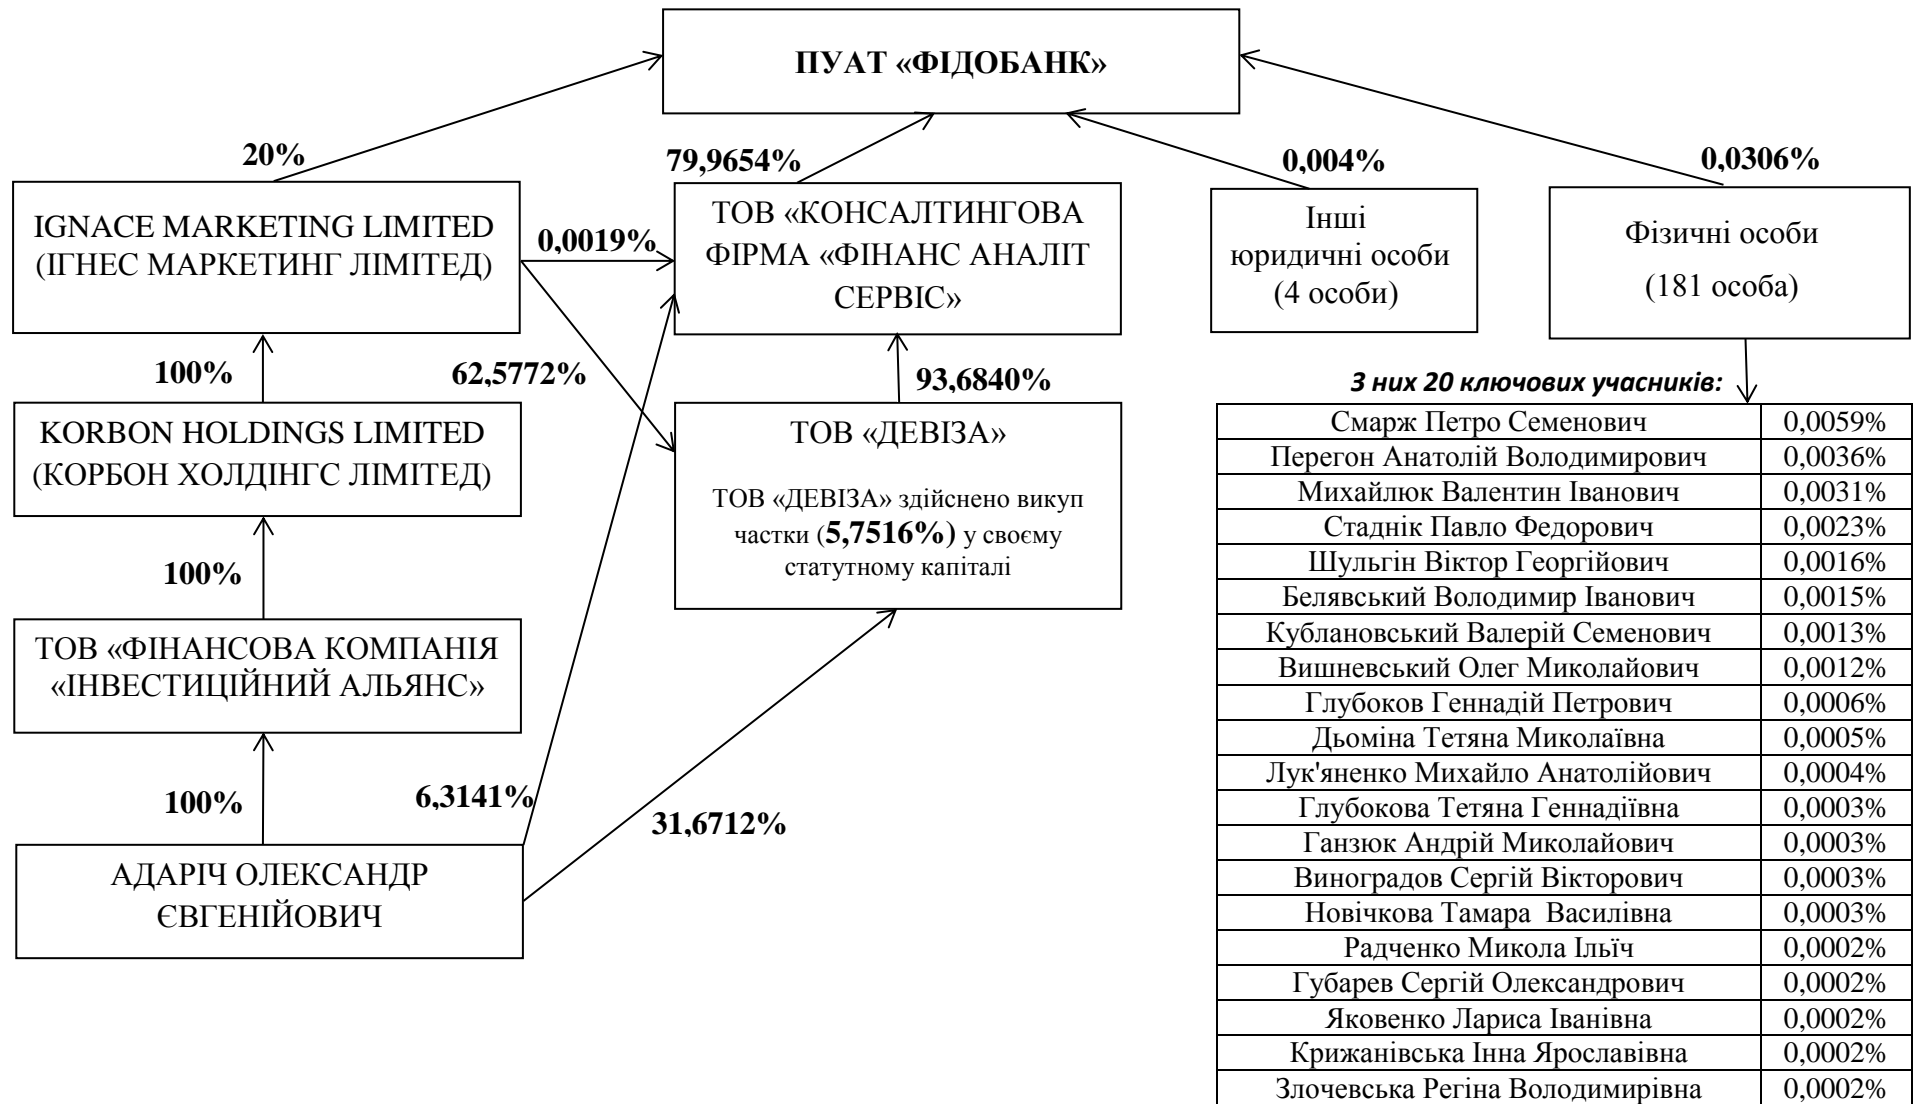 ПУАТ «ФІДОБАНК»
20%
79,9654%
0,004%
0,0306%
IGNACE MARKETING LIMITED
(ІГНЕС МАРКЕТИНГ ЛІМІТЕД)
0,0019%
ТОВ «КОНСАЛТИНГОВА
ФІРМА «ФІНАНС АНАЛІТ
СЕРВІС»
Інші
юридичні особи
(4 особи)
Фізичні особи
(181 особа)
100%
62,5772%
93,6840%
KORBON HOLDINGS LIMITED
(КОРБОН ХОЛДІНГС ЛІМІТЕД)
ТОВ «ДЕВІЗА»
ТОВ «ДЕВІЗА» здійснено викуп
частки (5,7516%) у своєму
статутному капіталі
100%
ТОВ «ФІНАНСОВА КОМПАНІЯ
«ІНВЕСТИЦІЙНИЙ АЛЬЯНС»
100%
6,3141%
31,6712%
АДАРІЧ ОЛЕКСАНДР
ЄВГЕНІЙОВИЧ
З них 20 ключових учасників:
Смарж Петро Семенович 0,0059%
Перегон Анатолій Володимирович 0,0036%
Михайлюк Валентин Іванович 0,0031%
Стаднік Павло Федорович 0,0023%
Шульгін Віктор Георгійович 0,0016%
Белявський Володимир Іванович 0,0015%
Кублановський Валерій Семенович 0,0013%
Вишневський Олег Миколайович 0,0012%
Глубоков Геннадій Петрович 0,0006%
Дьоміна Тетяна Миколаївна 0,0005%
Лук'яненко Михайло Анатолійович 0,0004%
Глубокова Тетяна Геннадіївна 0,0003%
Ганзюк Андрій Миколайович 0,0003%
Виноградов Сергій Вікторович 0,0003%
Новічкова Тамара Василівна 0,0003%
Радченко Микола Ільїч 0,0002%
Губарев Сергій Олександрович 0,0002%
Яковенко Лариса Іванівна 0,0002%
Крижанівська Інна Ярославівна 0,0002%
Злочевська Регіна Володимирівна 0,0002%